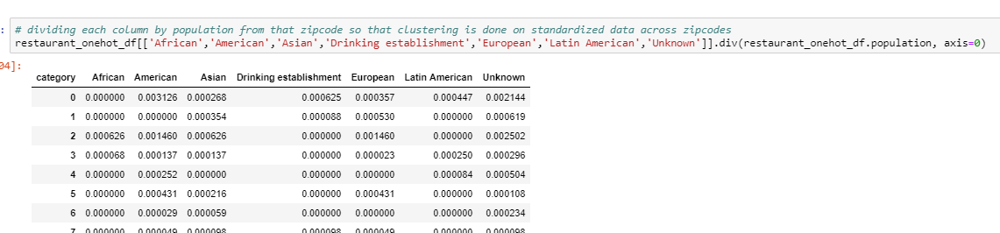 : # dividing each column by population from that zipcode so that clustering is done on standardized data across zipcodes
restaurant_onehot_df[['African','American','Asian','Drinking establishment','European','Latin American','Unknown']].div(restaurant_onehot_df.population, axis=0)
04]:
category African American Asian Drinking establishment European Latin American Unknown
0 0.000000 0.003126 0.000268 0.000625 0.000357 0.000447 0.002144
1 0.000000 0.000000 0.000354 0.000088 0.000530 0.000000 0.000619
2 0.000626 0.001460 0.000626 0.000000 0.001460 0.000000 0.002502
3 0.000068 0.000137 0.000137 0.000000 0.000023 0.000250 0.000296
4 0.000000 0.000252 0.000000 0.000000 0.000000 0.000084 0.000504
5 0.000000 0.000431 0.000216 0.000000 0.000431 0.000000 0.000108
6 0.000000 0.000029 0.000059 0.000000 0.000000 0.000000 0.000234
7 0.000000 0.000049 0.000098 0.000098 0.000049 0.000000 0.000098